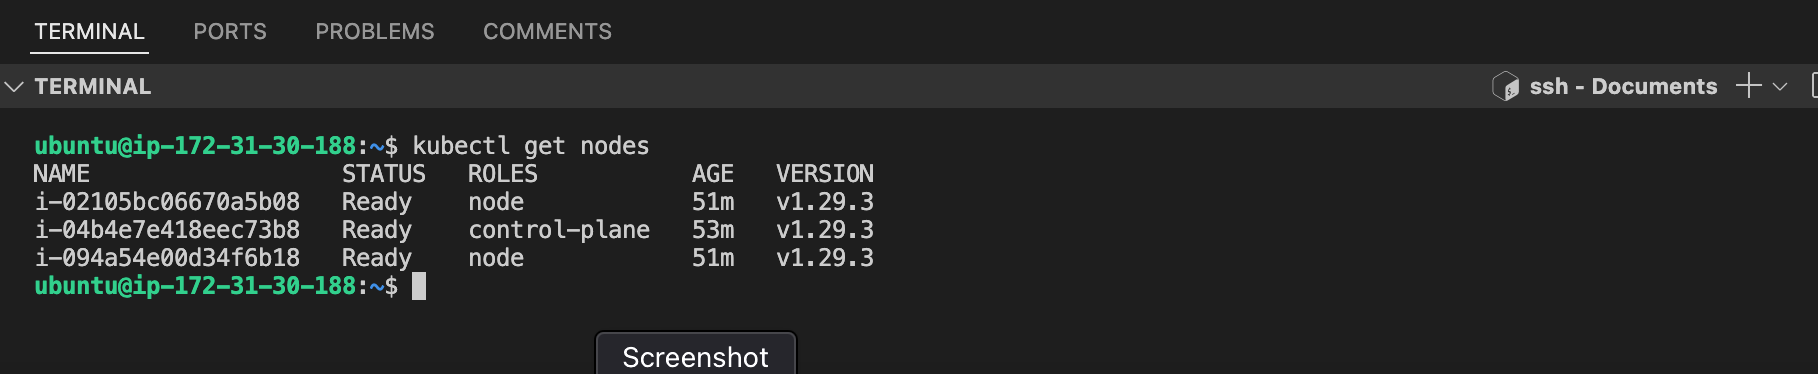 TERMINAL PORTS PROBLEMS COMMENTS
TERMINAL ssh - Documents
ubuntu@ip-172-31-30-188:~$ kubectl get nodes
NAME STATUS ROLES AGE VERSION
i-02105bc06670a5b08 Ready node 51m v1.29.3
i-04b4e7e418eec73b8 Ready control-plane 53m v1.29.3
i-094a54e00d34f6b18 Ready node 51m v1.29.3
ubuntu@ip-172-31-30-188:~$
Screenshot